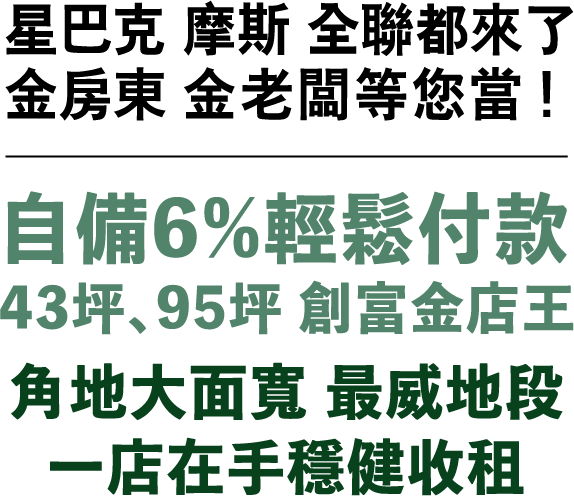 星巴克 摩斯 全聯都來了
金房東 金老闆等您當！
自備6%輕鬆付款
43坪、95坪 創富金店王
角地大面寬 最威地段
一店在手穩健收租